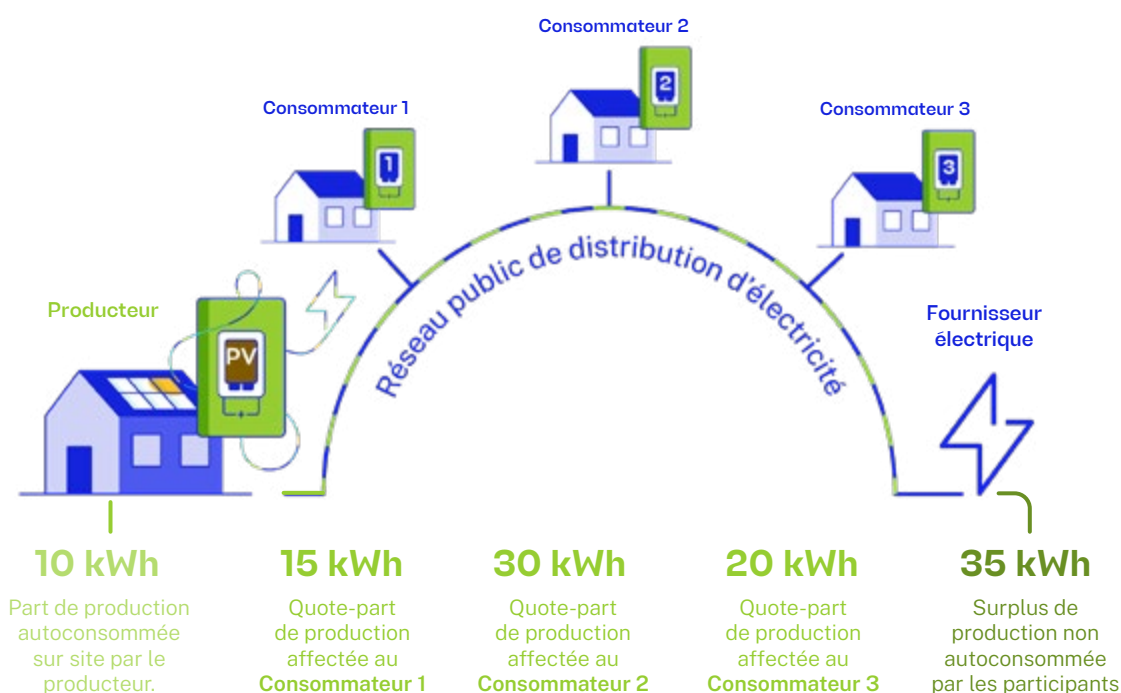 Consommateur 2
2
Consommateur 1
Consommateur 3
1
3
Réseau public de distribution d'électricité
Producteur
PV
Fournisseur
électrique
10 kWh
Part de production
autoconsommée
sur site par le
producteur.
15 kWh
Quote-part
de production
affectée au
Consommateur 1
30 kWh
Quote-part
de production
affectée au
Consommateur 2
20 kWh
Quote-part
de production
affectée au
Consommateur 3
35 kWh
Surplus de
production non
autoconsommée
par les participants